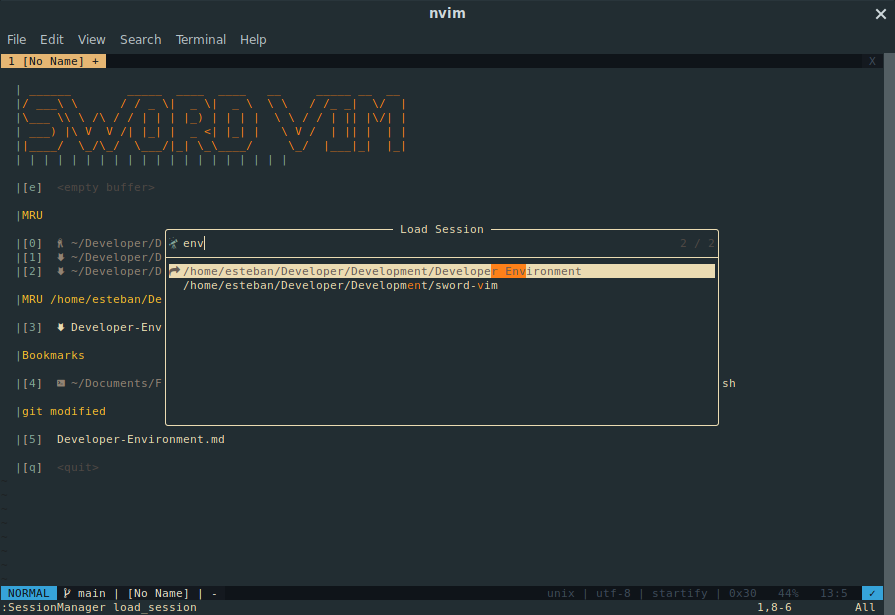 nvim
File Edit View Search Terminal Help
1 [No Name] + X
[e] <empty buffer>
MRU
[0] ~/Developer/D
[1] ~/Developer/D
[2] ~/Developer/D
MRU /home/esteban/De
[3] Developer-Env
Bookmarks
[4] ~/Documents/F sh
git modified
[5] Developer-Environment.md
[q] <quit>
Load Session
env 2 / 2
/home/esteban/Developer/Development/Developer Environment
/home/esteban/Developer/Development/sword-vim
NORMAL main | [No Name] | - unix | utf-8 | startify | 0x30 44% 13:5 ✓
:SessionManager load_session 1,8-6 All